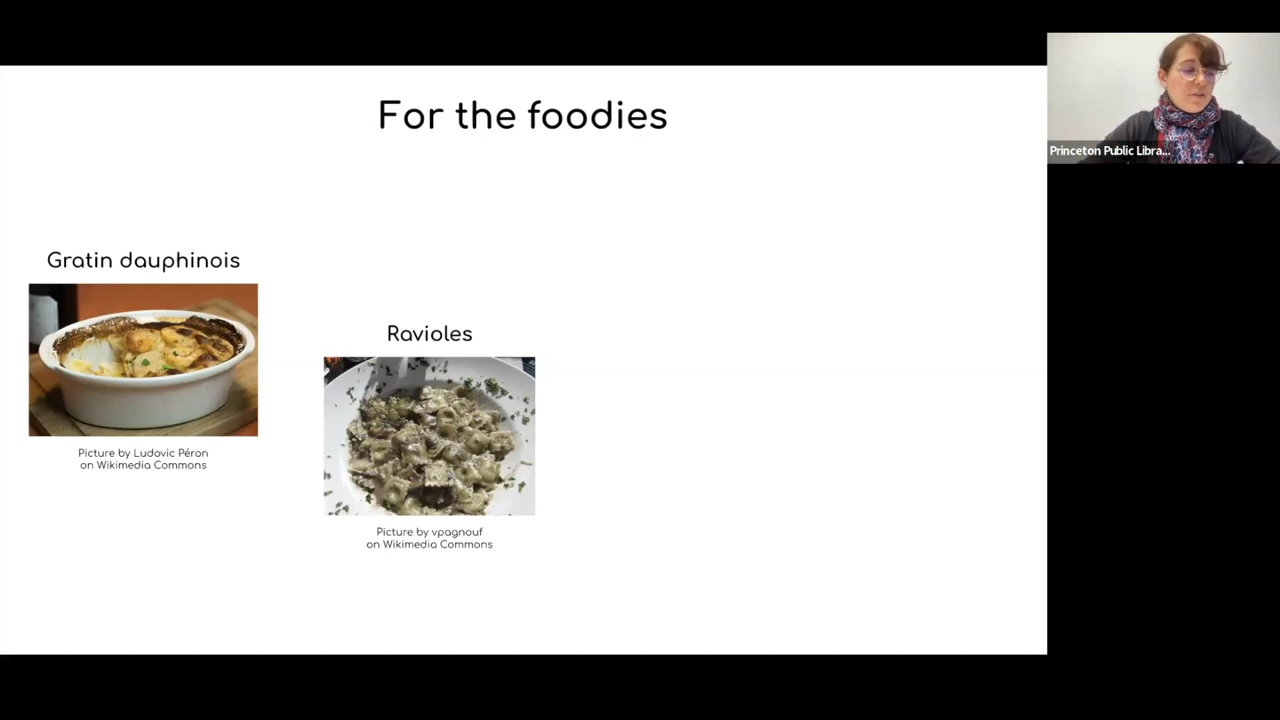 For the foodies
Gratin dauphinois
Picture by Ludovic Péron
on Wikimedia Commons
Ravioles
Picture by vpagnouf
on Wikimedia Commons
Princeton Public Libra...